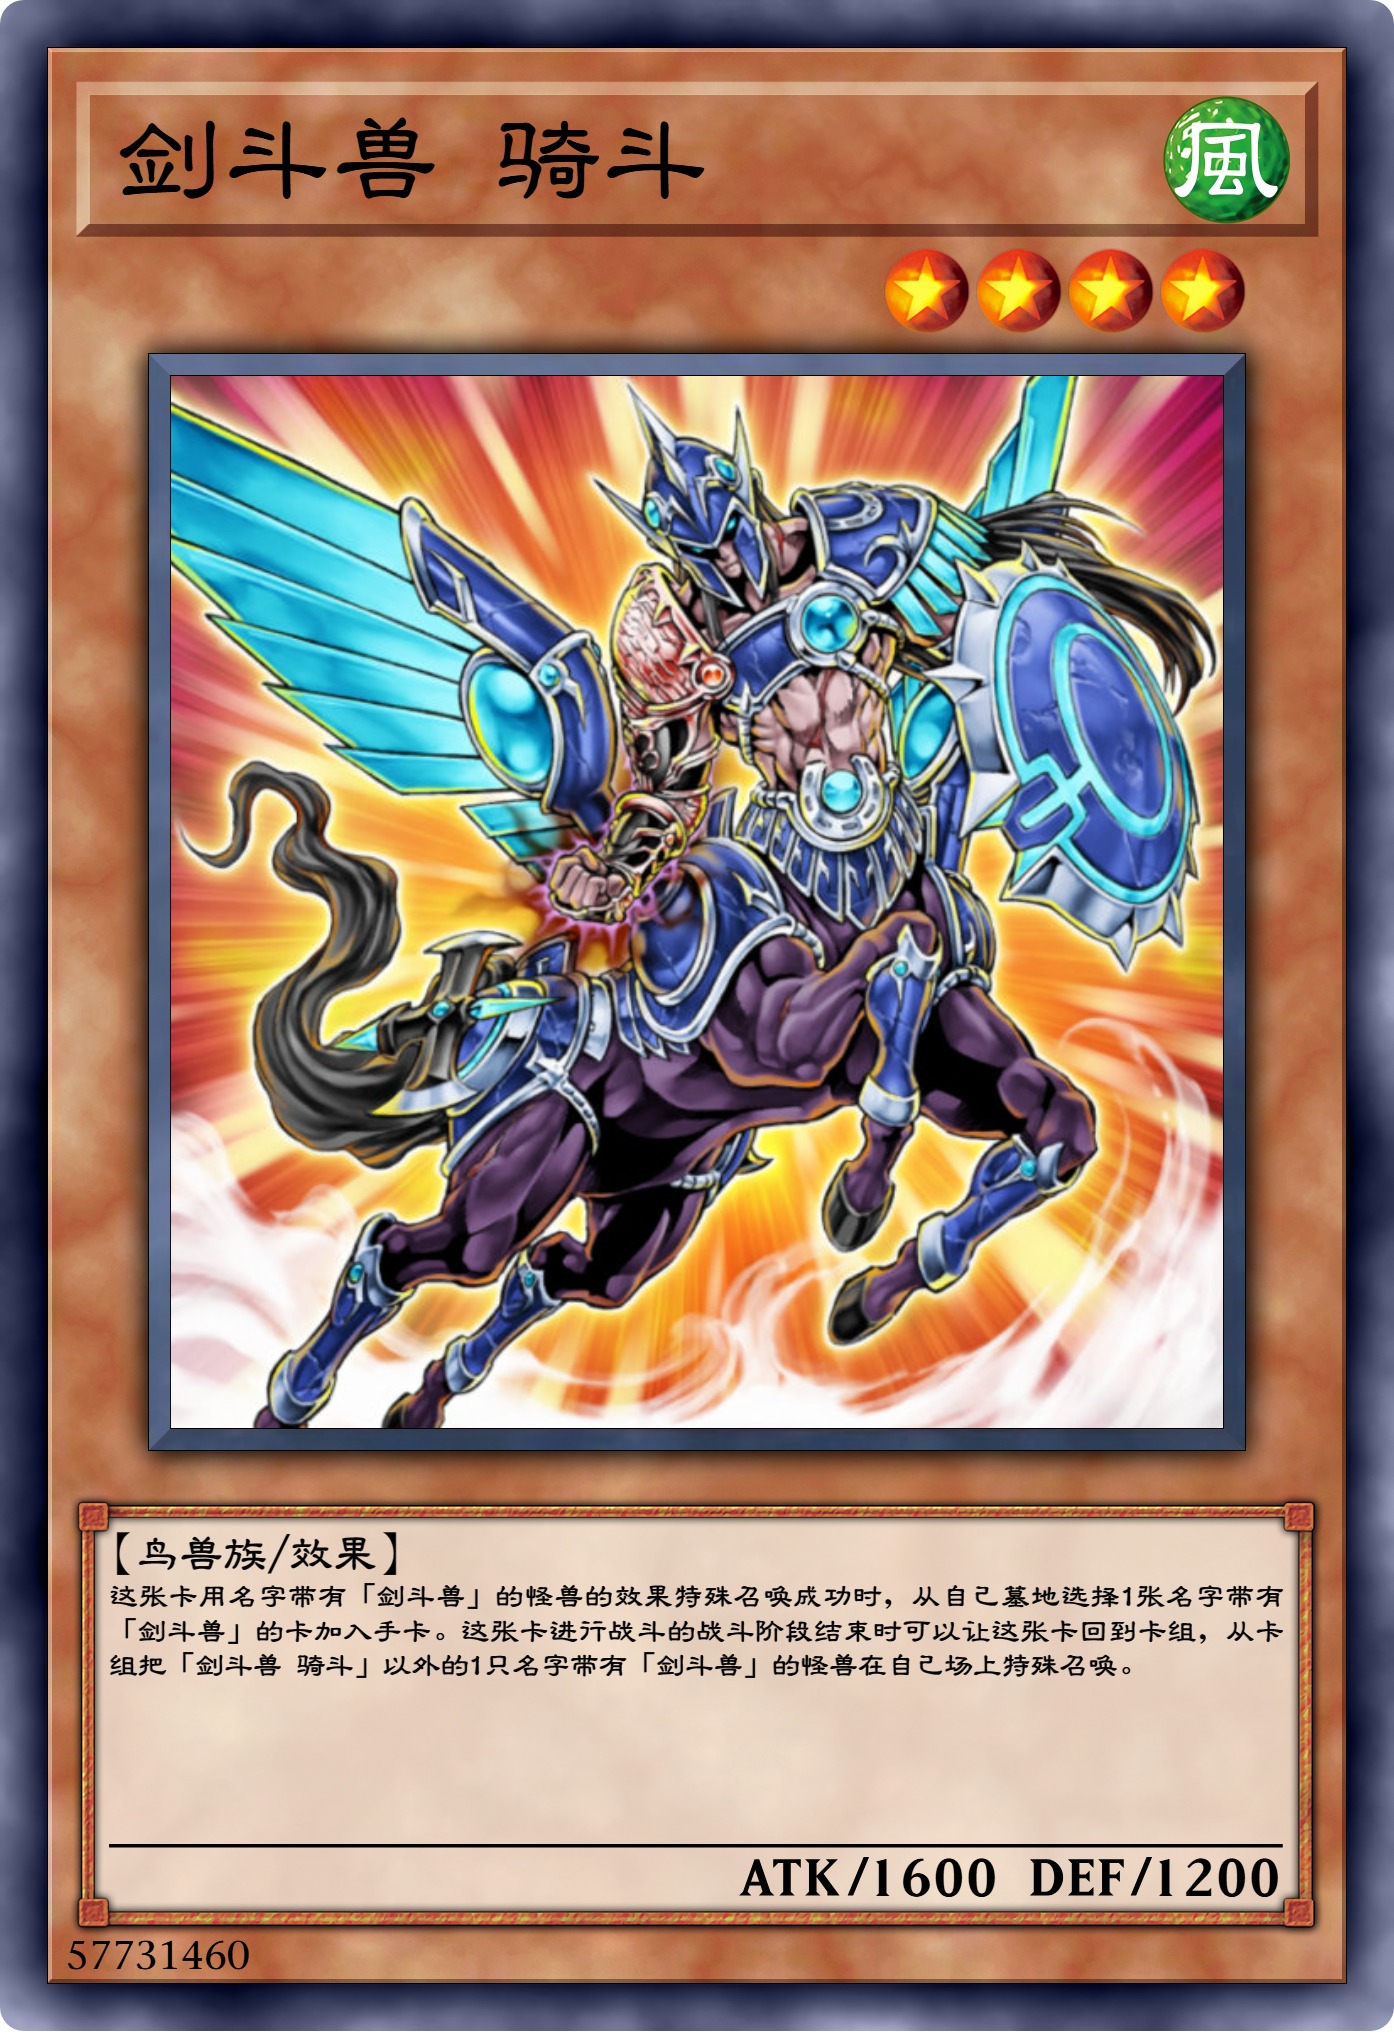 剑斗兽 骑斗
風
【鸟兽族/效果】
这张卡用名字带有「剑斗兽」的怪兽的效果特殊召唤成功时，从自己墓地选择1张名字带有
「剑斗兽」的卡加入手卡。这张卡进行战斗的战斗阶段结束时可以让这张卡回到卡组，从卡
组把「剑斗兽 骑斗」以外的1只名字带有「剑斗兽」的怪兽在自己场上特殊召唤。
ATK/1600 DEF/1200
57731460